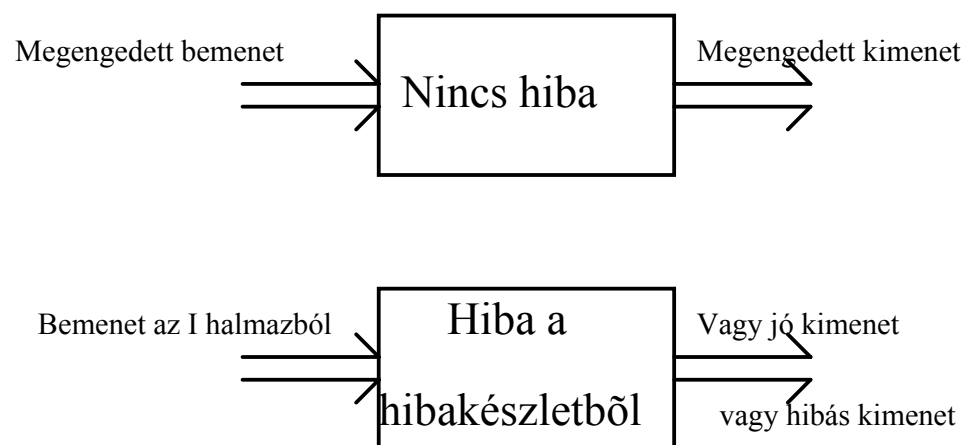 Megengedett bemenet
Nincs hiba
Megengedett kimenet
Bemenet az I halmazból
Hiba a
hibakészletbõl
Vagy jó kimenet
vagy hibás kimenet